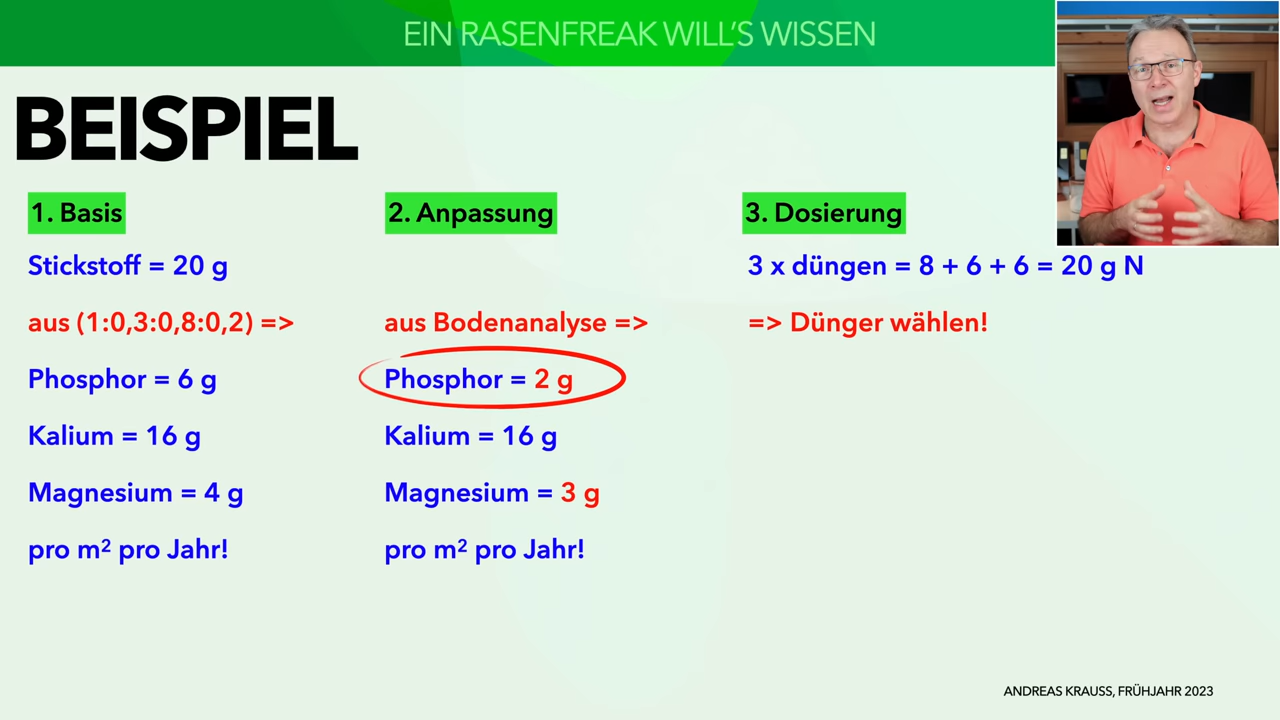 EIN RASENFREAK WILL'S WISSEN
BEISPIEL
1. Basis
Stickstoff = 20 g
aus (1:0,3:0,8:0,2) =>
Phosphor = 6 g
Kalium = 16 g
Magnesium = 4 g
pro m² pro Jahr!
2. Anpassung
aus Bodenanalyse =>
Phosphor = 2 g
Kalium = 16 g
Magnesium = 3 g
pro m² pro Jahr!
3. Dosierung
3 x düngen = 8 + 6 + 6 = 20 g N
=> Dünger wählen!
ANDREAS KRAUSS, FRÜHJAHR 2023